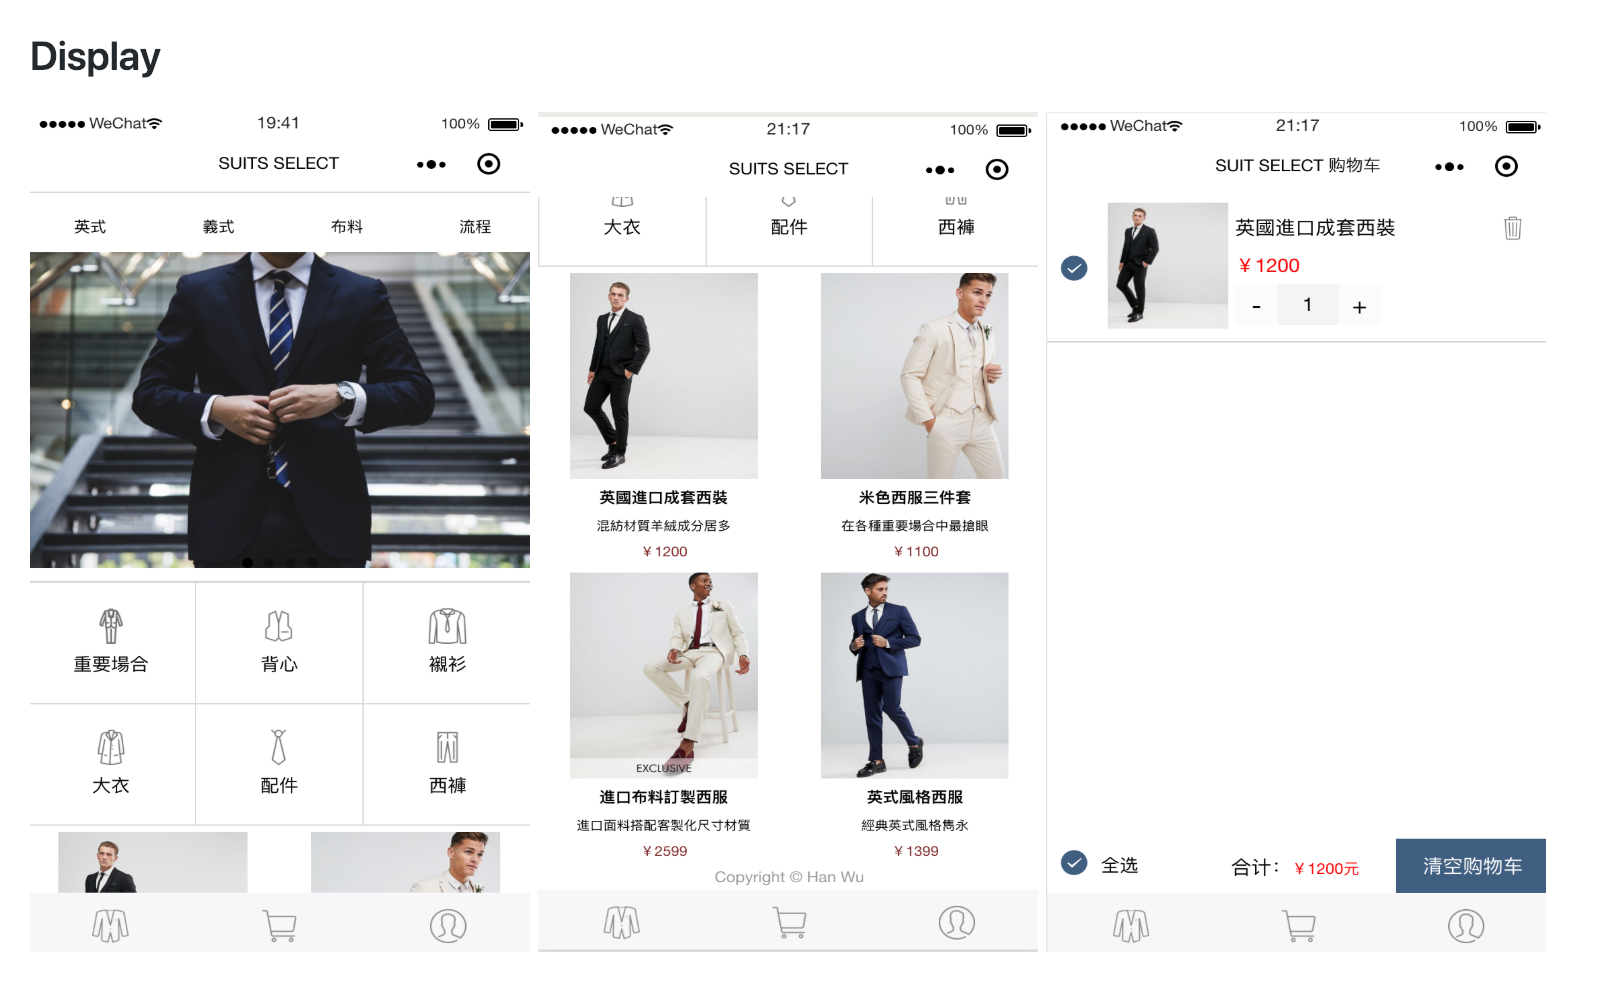 Display
WeChat 19:41 100%
SUITS SELECT
英式 義式 布料 流程
重要場合 背心 襯衫
大衣 配件 西褲
WeChat 21:17 100%
SUITS SELECT
大衣 配件 西褲
英國進口成套西裝
混紡材質羊絨成分居多
¥1200
米色西服三件套
在各種重要場合中最搶眼
¥1100
EXCLUSIVE
進口布料訂製西服
進口面料搭配客製化尺寸材質
¥2599
英式風格西服
經典英式風格雋永
¥1399
Copyright © Han Wu
WeChat 21:17 100%
SUIT SELECT 购物车
英國進口成套西裝
¥1200
- 1 +
全选 合计： ¥1200元 清空购物车